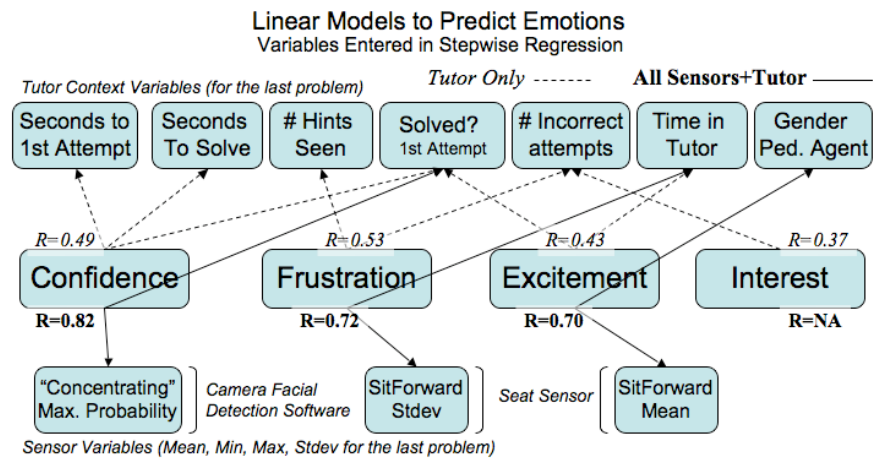 Linear Models to Predict Emotions
Variables Entered in Stepwise Regression
Tutor Context Variables (for the last problem)
Tutor Only -------
All Sensors+Tutor
Seconds to
1st Attempt
Seconds
To Solve
# Hints
Seen
Solved?
1st Attempt
# Incorrect
attempts
Time in
Tutor
Gender
Ped. Agent
R=0.49
R=0.53
R=0.43
R=0.37
Confidence
Frustration
Excitement
Interest
R=0.82
R=0.72
R=0.70
R=NA
“Concentrating”
Max. Probability
Camera Facial
Detection Software
SitForward
Stdev
Seat Sensor
SitForward
Mean
Sensor Variables (Mean, Min, Max, Stdev for the last problem)